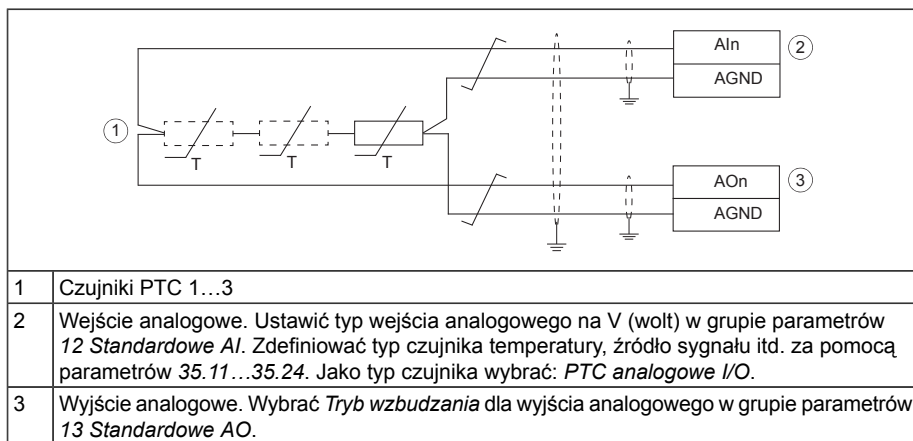 AIn
2
AGND
1
T
T
T
AOn
3
AGND
1 Czujniki PTC 1…3
2 Wejście analogowe. Ustawić typ wejścia analogowego na V (wolt) w grupie parametrów
12 Standardowe AI. Zdefiniować typ czujnika temperatury, źródło sygnału itd. za pomocą
parametrów 35.11…35.24. Jako typ czujnika wybrać: PTC analogowe I/O.
3 Wyjście analogowe. Wybrać Tryb wzbudzania dla wyjścia analogowego w grupie parametrów
13 Standardowe AO.